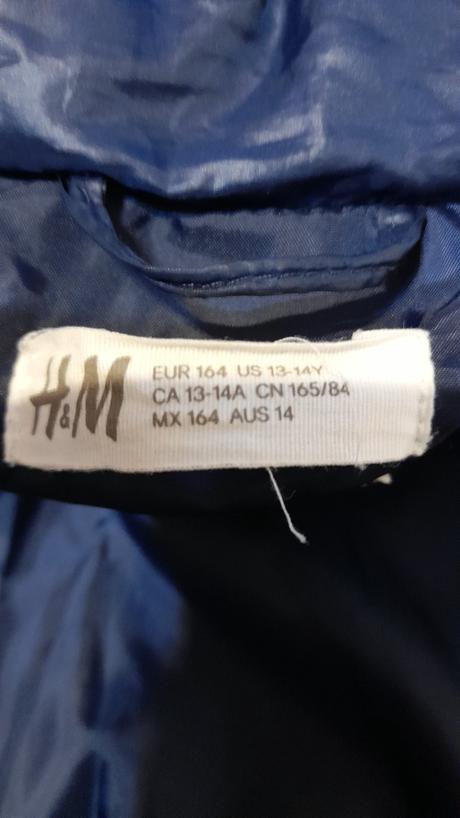 H&M
EUR 164 US 13-14Y
CA 13-14A CN 165/84
MX 164 AUS 14